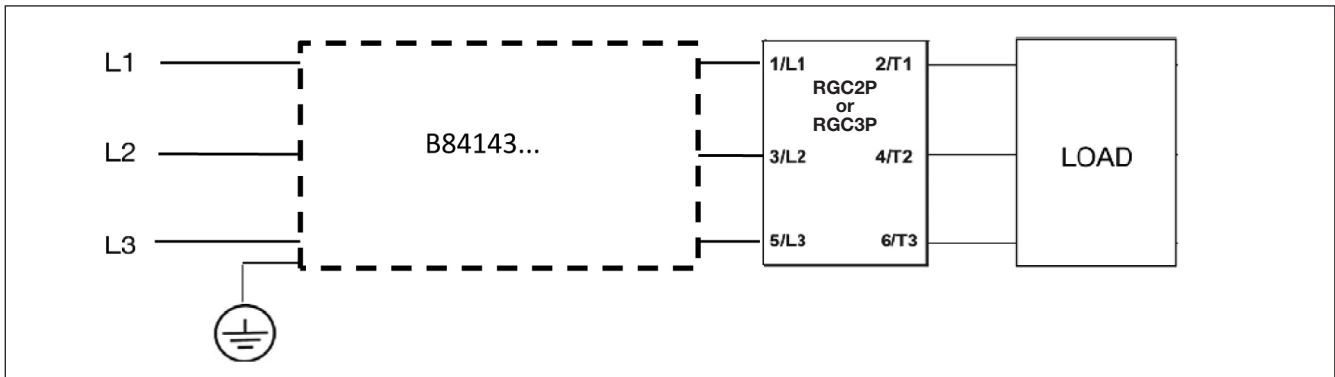 L1
1/L1
2/T1
RGC2P
or
RGC3P
B84143...
L2
3/L2
4/T2
LOAD
L3
5/L3
6/T3